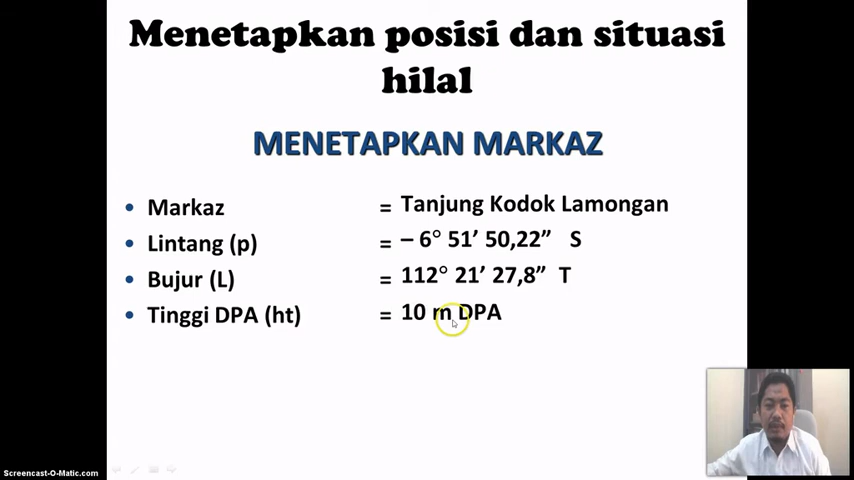 Menetapkan posisi dan situasi
hilal
MENETAPKAN MARKAZ
• Markaz = Tanjung Kodok Lamongan
• Lintang (p) = – 6° 51’ 50,22” S
• Bujur (L) = 112° 21’ 27,8” T
• Tinggi DPA (ht) = 10 m DPA
Screencast-O-Matic.com